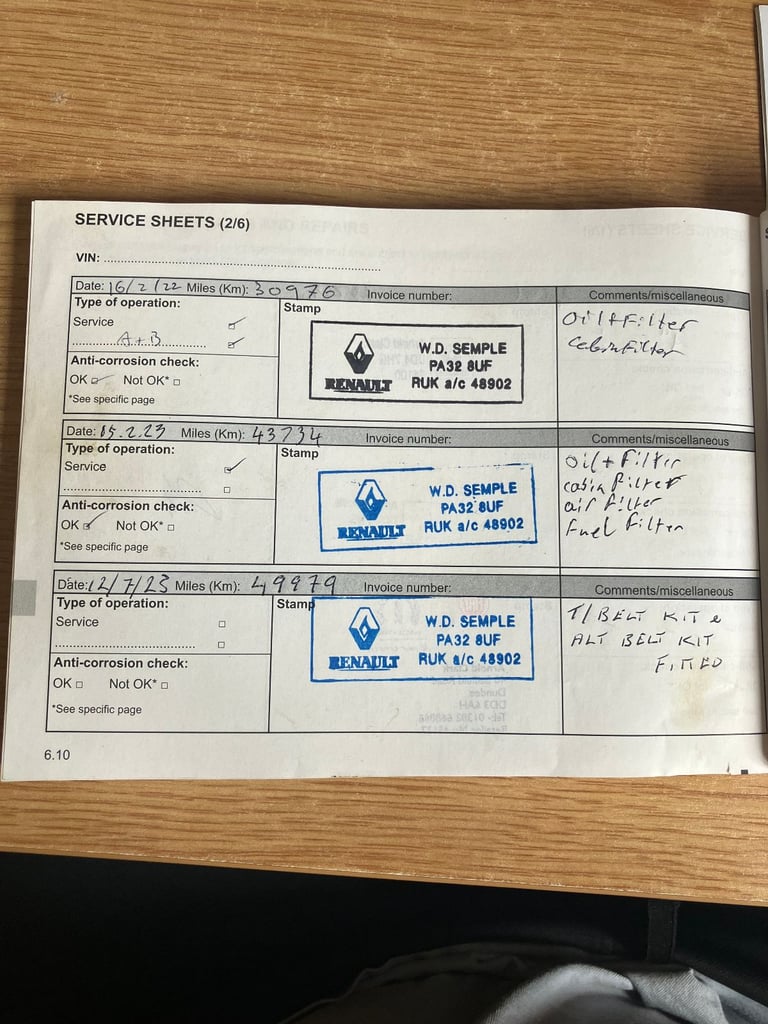 SERVICE SHEETS (2/6)
VIN:
Date: 16/2/22 Miles (Km): 30976 Invoice number: Comments/miscellaneous
Type of operation:
Service
A+B
Anti-corrosion check:
OK Not OK*
*See specific page
Stamp
W.D. SEMPLE
PA32 8UF
RENAULT RUK a/c 48902
Oil+Filter
Cabin Filter
Date: 15.2.23 Miles (Km): 43734 Invoice number: Comments/miscellaneous
Type of operation:
Service
Anti-corrosion check:
OK Not OK*
*See specific page
Stamp
W.D. SEMPLE
PA32 8UF
RENAULT RUK a/c 48902
Oil + Filter
cabin Filter
air Filter
Fuel Filter
Date: 12/7/23 Miles (Km): 49979 Invoice number: Comments/miscellaneous
Type of operation:
Service
Anti-corrosion check:
OK Not OK*
*See specific page
Stamp
W.D. SEMPLE
PA32 8UF
RENAULT RUK a/c 48902
T/BELT KIT &
ALT BELT KIT
FITTED
6.10